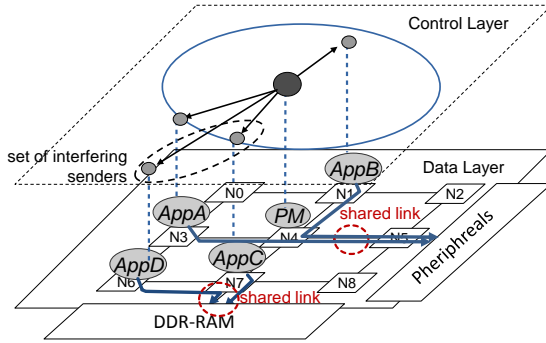 Control Layer
set of interfering
senders
Data Layer
AppB
N0
N1
N2
AppA
PM
shared link
N3
N4
N5
AppD
AppC
Pheriphreals
N6
N7
N8
shared link
DDR-RAM